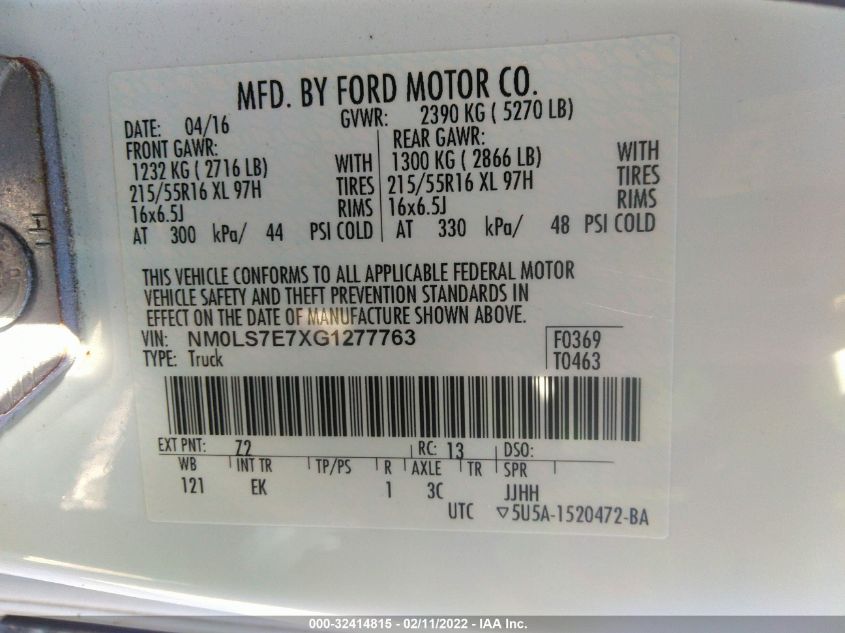 MFD. BY FORD MOTOR CO.
DATE: 04/16 GVWR: 2390 KG ( 5270 LB)
FRONT GAWR: REAR GAWR:
1232 KG ( 2716 LB) WITH 1300 KG ( 2866 LB) WITH
215/55R16 XL 97H TIRES 215/55R16 XL 97H TIRES
16x6.5J RIMS 16x6.5J RIMS
AT 300 kPa/ 44 PSI COLD AT 330 kPa/ 48 PSI COLD
THIS VEHICLE CONFORMS TO ALL APPLICABLE FEDERAL MOTOR
VEHICLE SAFETY AND THEFT PREVENTION STANDARDS IN
EFFECT ON THE DATE OF MANUFACTURE SHOWN ABOVE.
VIN: NM0LS7E7XG1277763 F0369
TYPE: Truck T0463
EXT PNT: Z2 RC: 13 DSO:
WB INT TR TP/PS R AXLE TR SPR
121 EK 1 3C JJHH
UTC ▽5U5A-1520472-BA
000-32414815 - 02/11/2022 - IAA Inc.